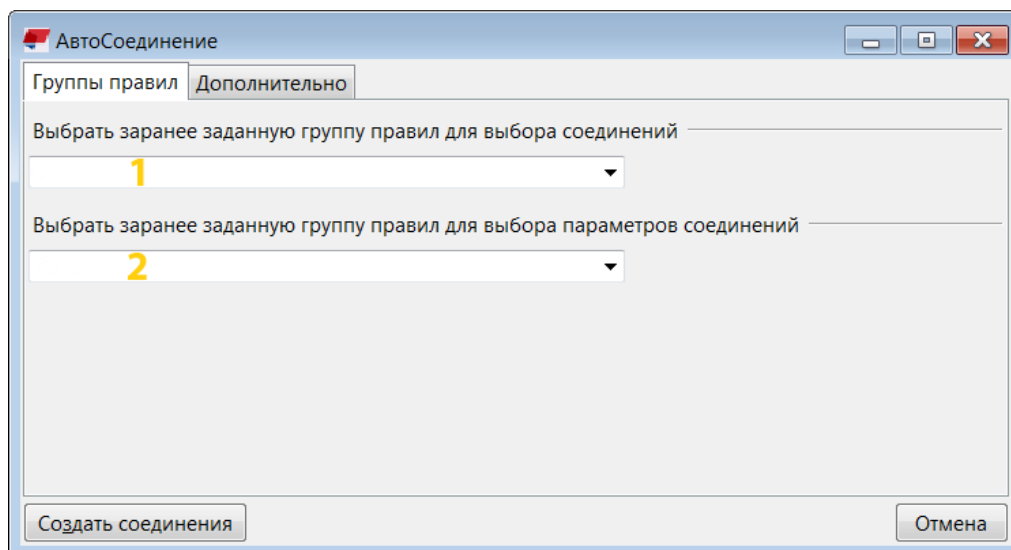 АвтоСоединение
Группы правил Дополнительно
Выбрать заранее заданную группу правил для выбора соединений
1
Выбрать заранее заданную группу правил для выбора параметров соединений
2
Создать соединения Отмена